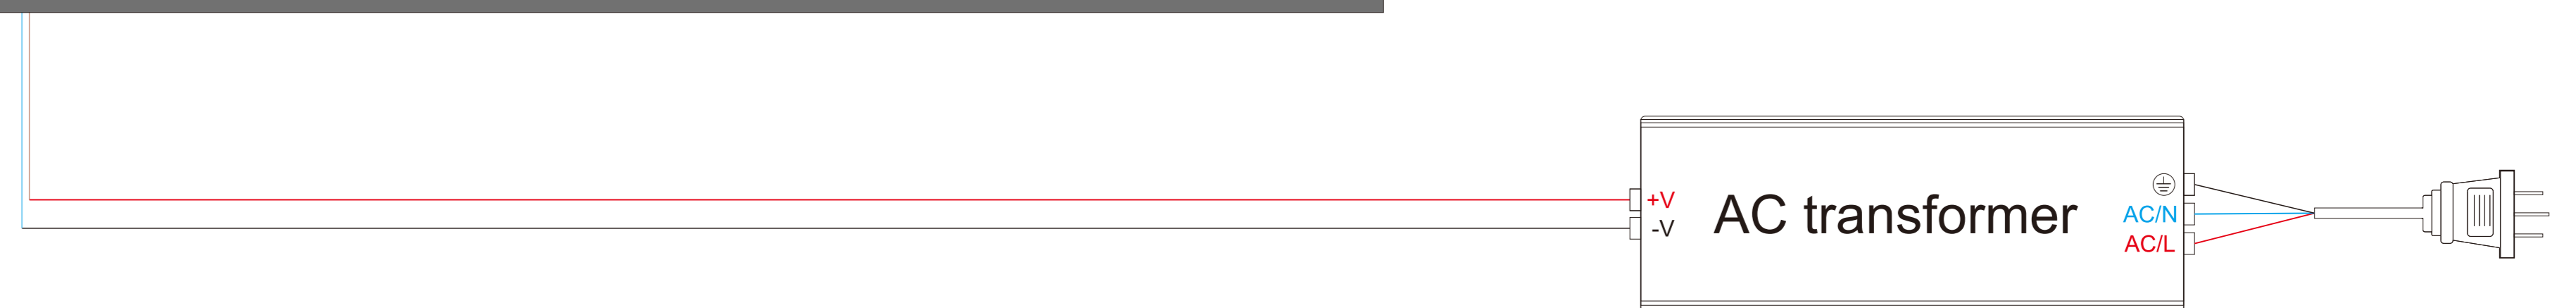 +V
-V
AC transformer
AC/N
AC/L